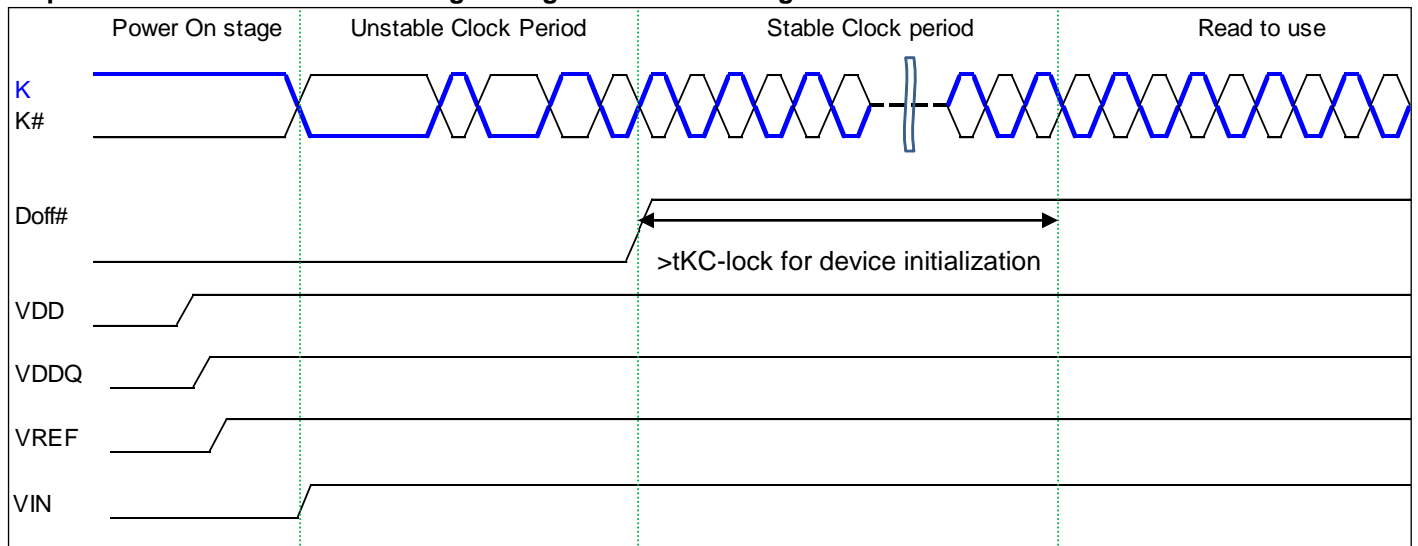 Power On stage
Unstable Clock Period
Stable Clock period
Read to use
K
K#
Doff#
>tKC-lock for device initialization
VDD
VDDQ
VREF
VIN